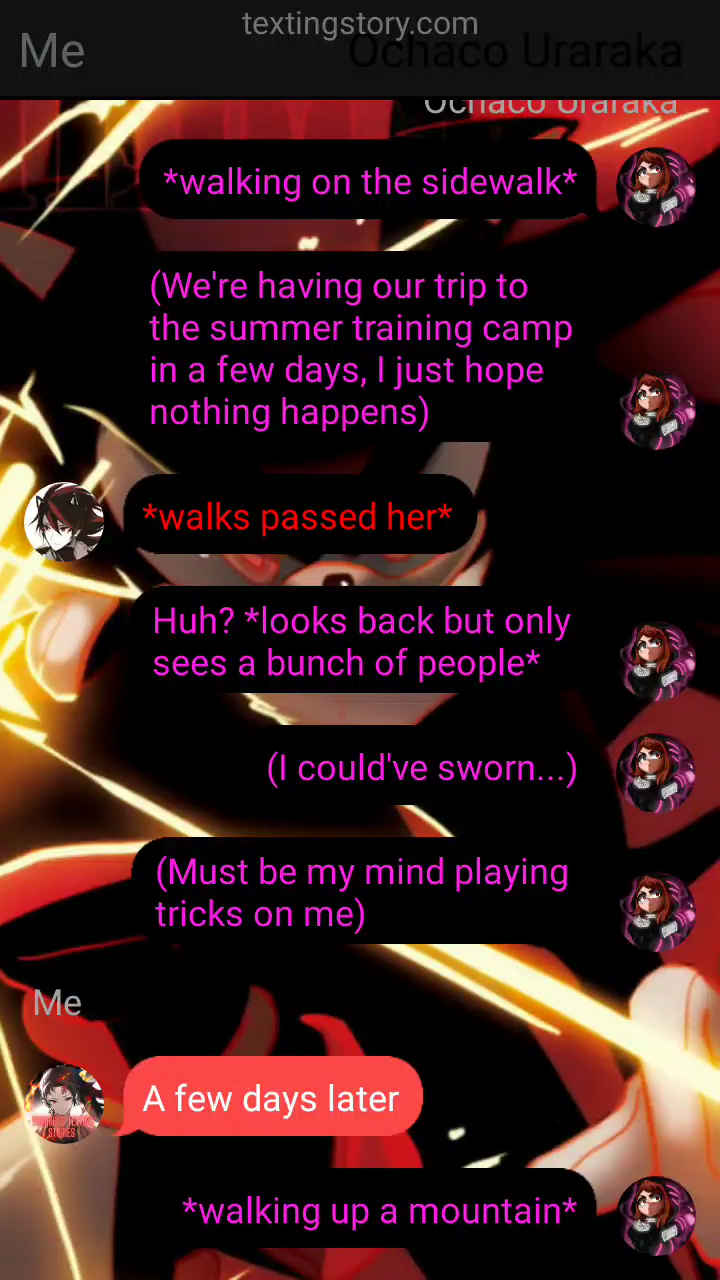 textingstory.com
Me
Ochaco Uraraka
Ochaco Uraraka
*walking on the sidewalk*
(We're having our trip to
the summer training camp
in a few days, I just hope
nothing happens)
*walks passed her*
Huh? *looks back but only
sees a bunch of people*
(I could've sworn...)
(Must be my mind playing
tricks on me)
Me
A few days later
STORIES
*walking up a mountain*